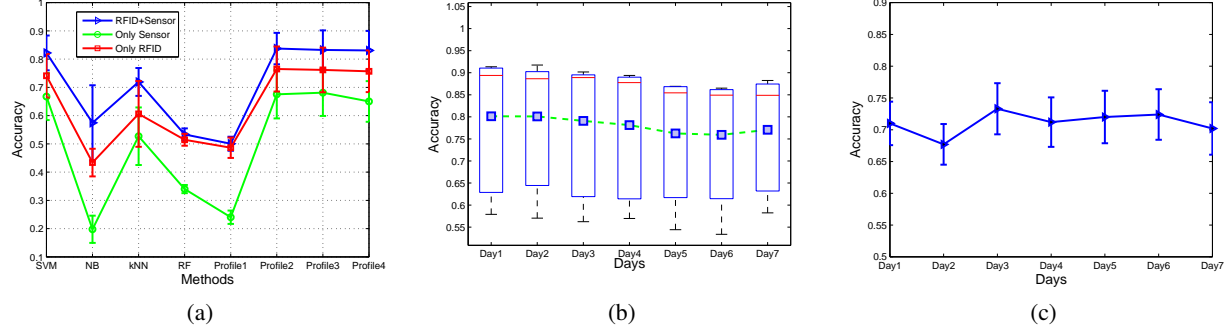 1
0.9
0.8
0.7
0.6
0.5
0.4
0.3
0.2
0.1
Accuracy
RFID+Sensor
Only Sensor
Only RFID
SVM NB kNN RF Profile1 Profile2 Profile3 Profile4
Methods
(a)
1.05
1
0.95
0.9
0.85
0.8
0.75
0.7
0.65
0.6
0.55
Accuracy
Day1 Day2 Day3 Day4 Day5 Day6 Day7
Days
(b)
0.9
0.85
0.8
0.75
0.7
0.65
0.6
0.55
0.5
Accuracy
Day1 Day2 Day3 Day4 Day5 Day6 Day7
Days
(c)